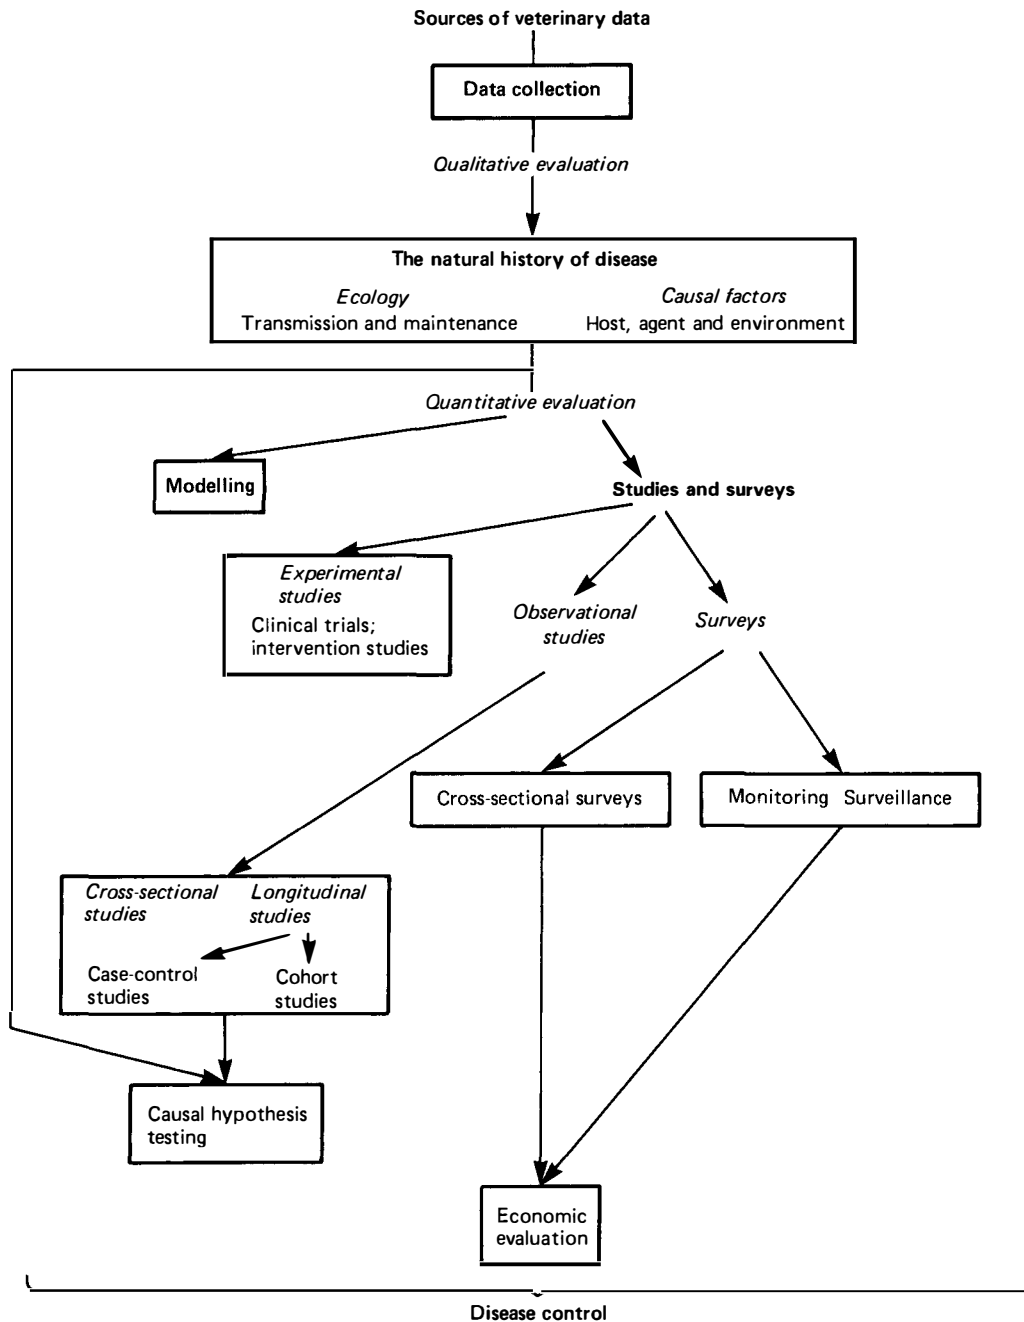 Sources of veterinary data
Data collection
Qualitative evaluation
The natural history of disease
Ecology
Transmission and maintenance
Causal factors
Host, agent and environment
Quantitative evaluation
Modelling
Studies and surveys
Experimental
studies
Clinical trials;
intervention studies
Observational
studies
Surveys
Cross-sectional surveys
Monitoring Surveillance
Cross-sectional
studies
Longitudinal
studies
Case-control
studies
Cohort
studies
Causal hypothesis
testing
Economic
evaluation
Disease control